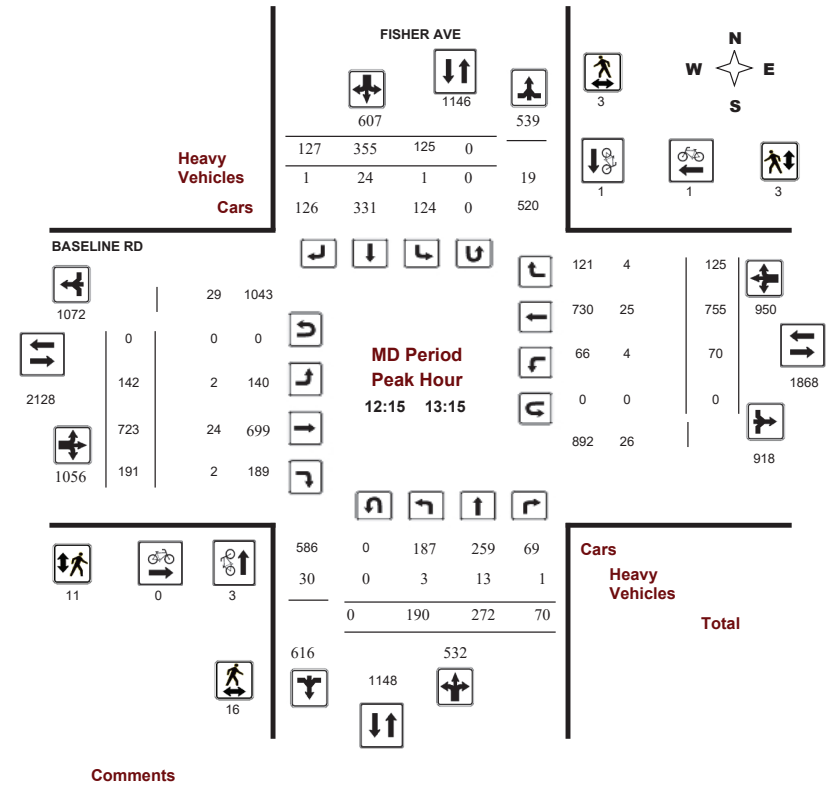 FISHER AVE
N
W E
S
1146
3
607 539
127 355 125 0
Heavy
Vehicles 1 24 1 0 19
Cars 126 331 124 0 520
1 1 3
BASELINE RD
1072
29 1043
121 4 125
950
0 0 0
730 25 755
2128
142 2 140
66 4 70
1868
MD Period
Peak Hour
12:15 13:15
0 0 0
723 24 699
892 26
918
1056
191 2 189
586 0 187 259 69 Cars
30 0 3 13 1 Heavy
Vehicles
11 0 3
0 190 272 70 Total
616 532
1148
16
Comments